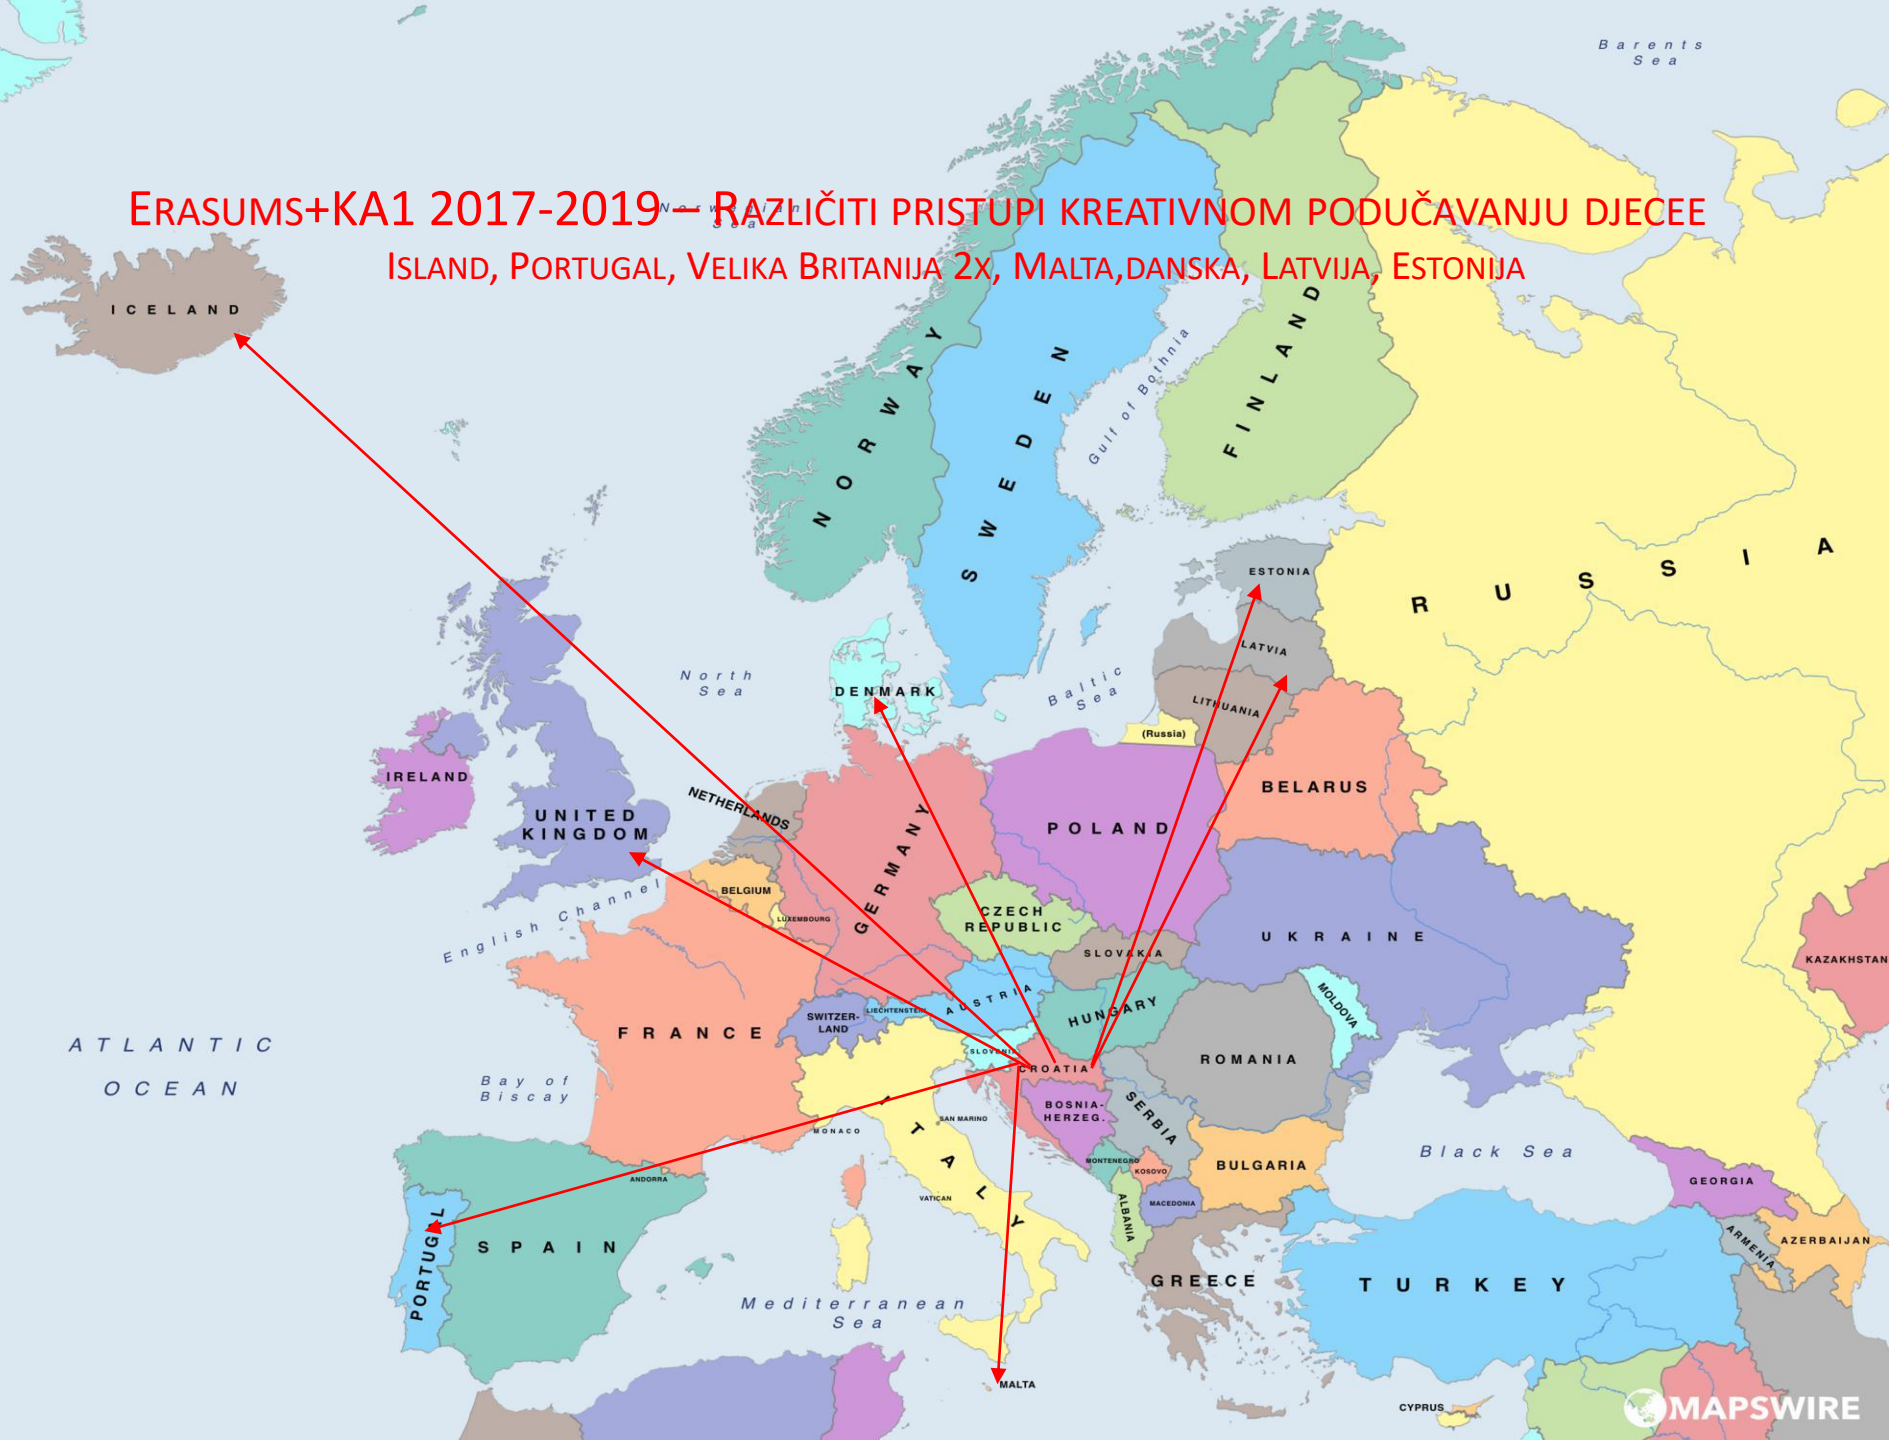 Barents
Sea
ERASUMS+KA1 2017-2019 – RAZLIČITI PRISTUPI KREATIVNOM PODUČAVANJU DJECEE
Norwegian
Sea
ISLAND, PORTUGAL, VELIKA BRITANIJA 2X, MALTA,DANSKA, LATVIJA, ESTONIJA
ICELAND
NORWAY
SWEDEN
FINLAND
Gulf of Bothnia
RUSSIA
ESTONIA
LATVIA
LITHUANIA
(Russia)
North
Sea
DENMARK
Baltic
Sea
IRELAND
UNITED
KINGDOM
NETHERLANDS
BELGIUM
LUXEMBOURG
GERMANY
POLAND
BELARUS
English Channel
CZECH
REPUBLIC
SLOVAKIA
UKRAINE
KAZAKHSTAN
FRANCE
SWITZER-
LAND
LIECHTENSTEIN
AUSTRIA
HUNGARY
MOLDOVA
ROMANIA
ATLANTIC
OCEAN
Bay of
Biscay
SLOVENIA
CROATIA
BOSNIA-
HERZEG.
SERBIA
MONACO
SAN MARINO
ITALY
VATICAN
MONTENEGRO
KOSOVO
BULGARIA
Black Sea
GEORGIA
ANDORRA
PORTUGAL
SPAIN
ALBANIA
MACEDONIA
ARMENIA
AZERBAIJAN
GREECE
TURKEY
Mediterranean
Sea
MALTA
CYPRUS
MAPSWIRE